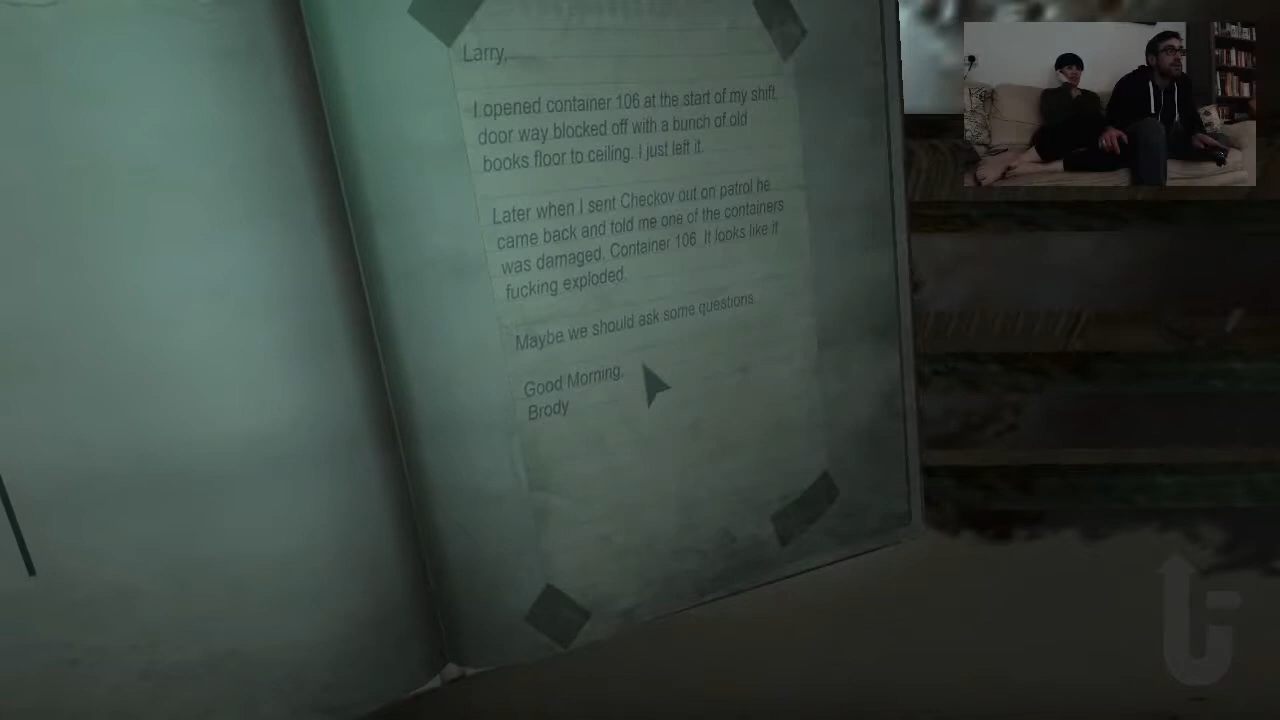 Larry,
I opened container 106 at the start of my shift,
door way blocked off with a bunch of old
books floor to ceiling. I just left it.
Later when I sent Checkov out on patrol he
came back and told me one of the containers
was damaged. Container 106. It looks like it
fucking exploded.
Maybe we should ask some questions.
Good Morning.
Brody